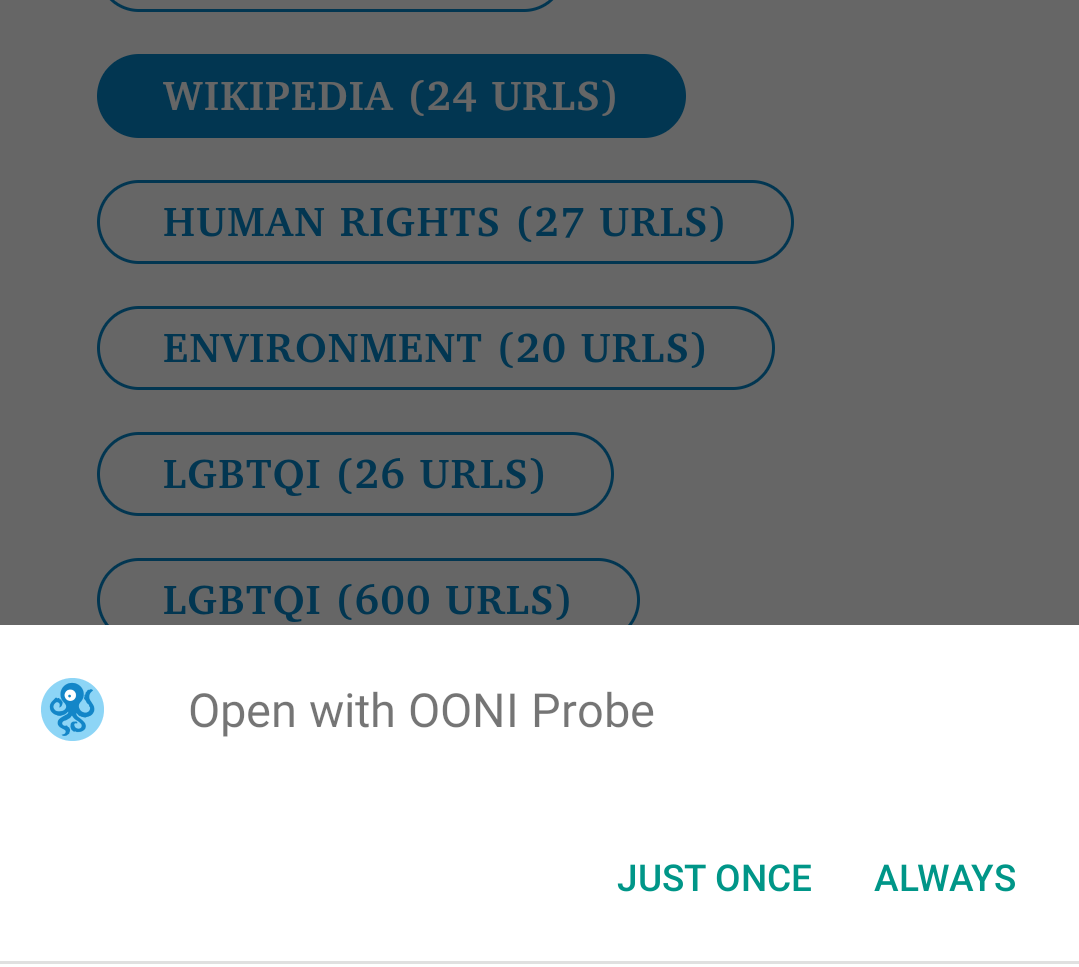 WIKIPEDIA (24 URLS)
HUMAN RIGHTS (27 URLS)
ENVIRONMENT (20 URLS)
LGBTQI (26 URLS)
LGBTQI (600 URLS)
Open with OONI Probe
JUST ONCE ALWAYS